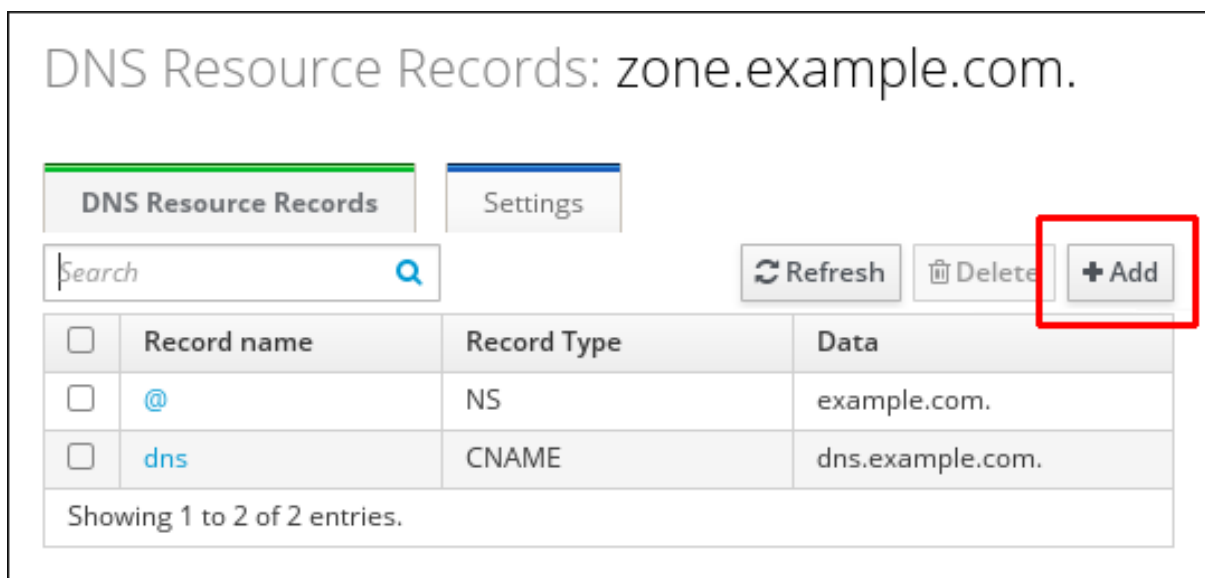 DNS Resource Records: zone.example.com.
DNS Resource Records Settings
Search Refresh Delete Add
Record name Record Type Data
@ NS example.com.
dns CNAME dns.example.com.
Showing 1 to 2 of 2 entries.